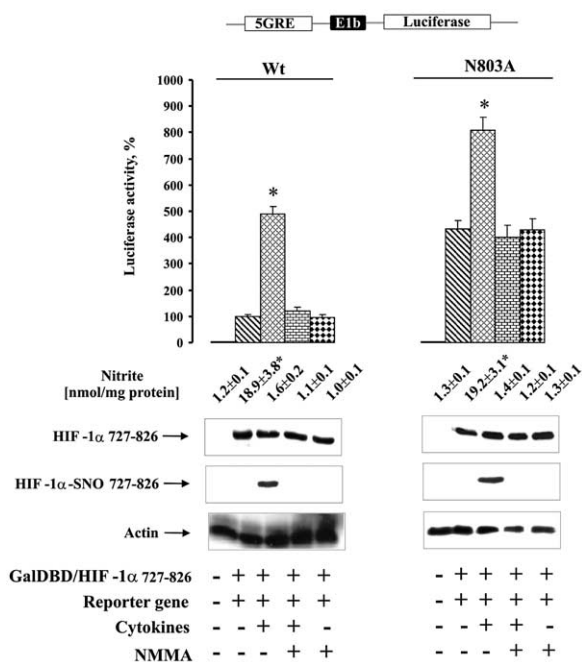 5GRE E1b Luciferase
Wt N803A
Luciferase activity, %
1000
900
800
700
600
500
400
300
200
100
0
* *
Nitrite
[nmol/mg protein]
1.2±0.1 18.9±3.8* 1.6±0.2 1.1±0.1 1.0±0.1 1.3±0.1 19.2±3.1* 1.4±0.1 1.2±0.1 1.3±0.1
HIF-1α 727-826
HIF-1α-SNO 727-826
Actin
GalDBD/HIF-1α 727-826 - + + + + - + + + +
Reporter gene - + + + + - + + + +
Cytokines - - + + - - - + + -
NMMA - - - + + - - - + +